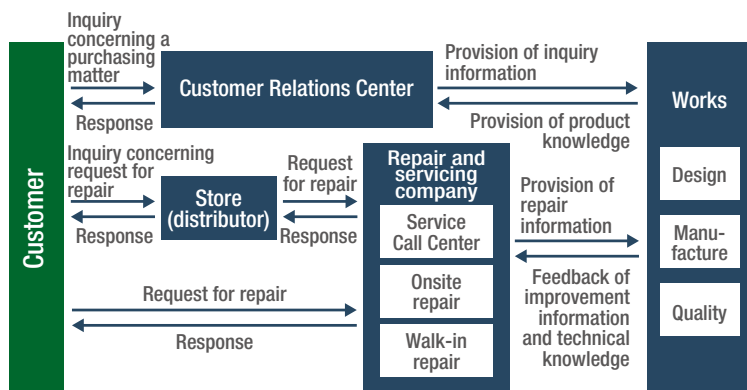 Inquiry
concerning a
purchasing
matter
Response
Customer Relations Center
Provision of inquiry
information
Provision of product
knowledge
Works
Design
Manu-
facture
Quality
Customer
Inquiry concerning
request for
repair
Response
Store
(distributor)
Request
for repair
Response
Repair and
servicing
company
Service
Call Center
Onsite
repair
Walk-in
repair
Provision of
repair
information
Feedback of
improvement
information
and technical
knowledge
Request for repair
Response